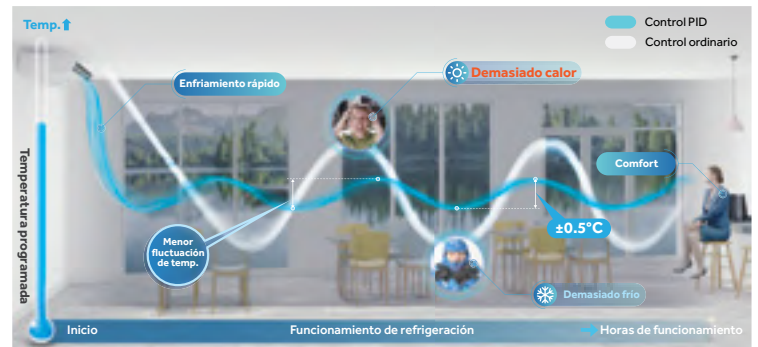 Temp.
Control PID
Control ordinario
Enfriamiento rápido
Demasiado calor
Temperatura programada
Comfort
Menor
fluctuación
de temp.
±0.5°C
Demasiado frío
Inicio
Funcionamiento de refrigeración
Horas de funcionamiento